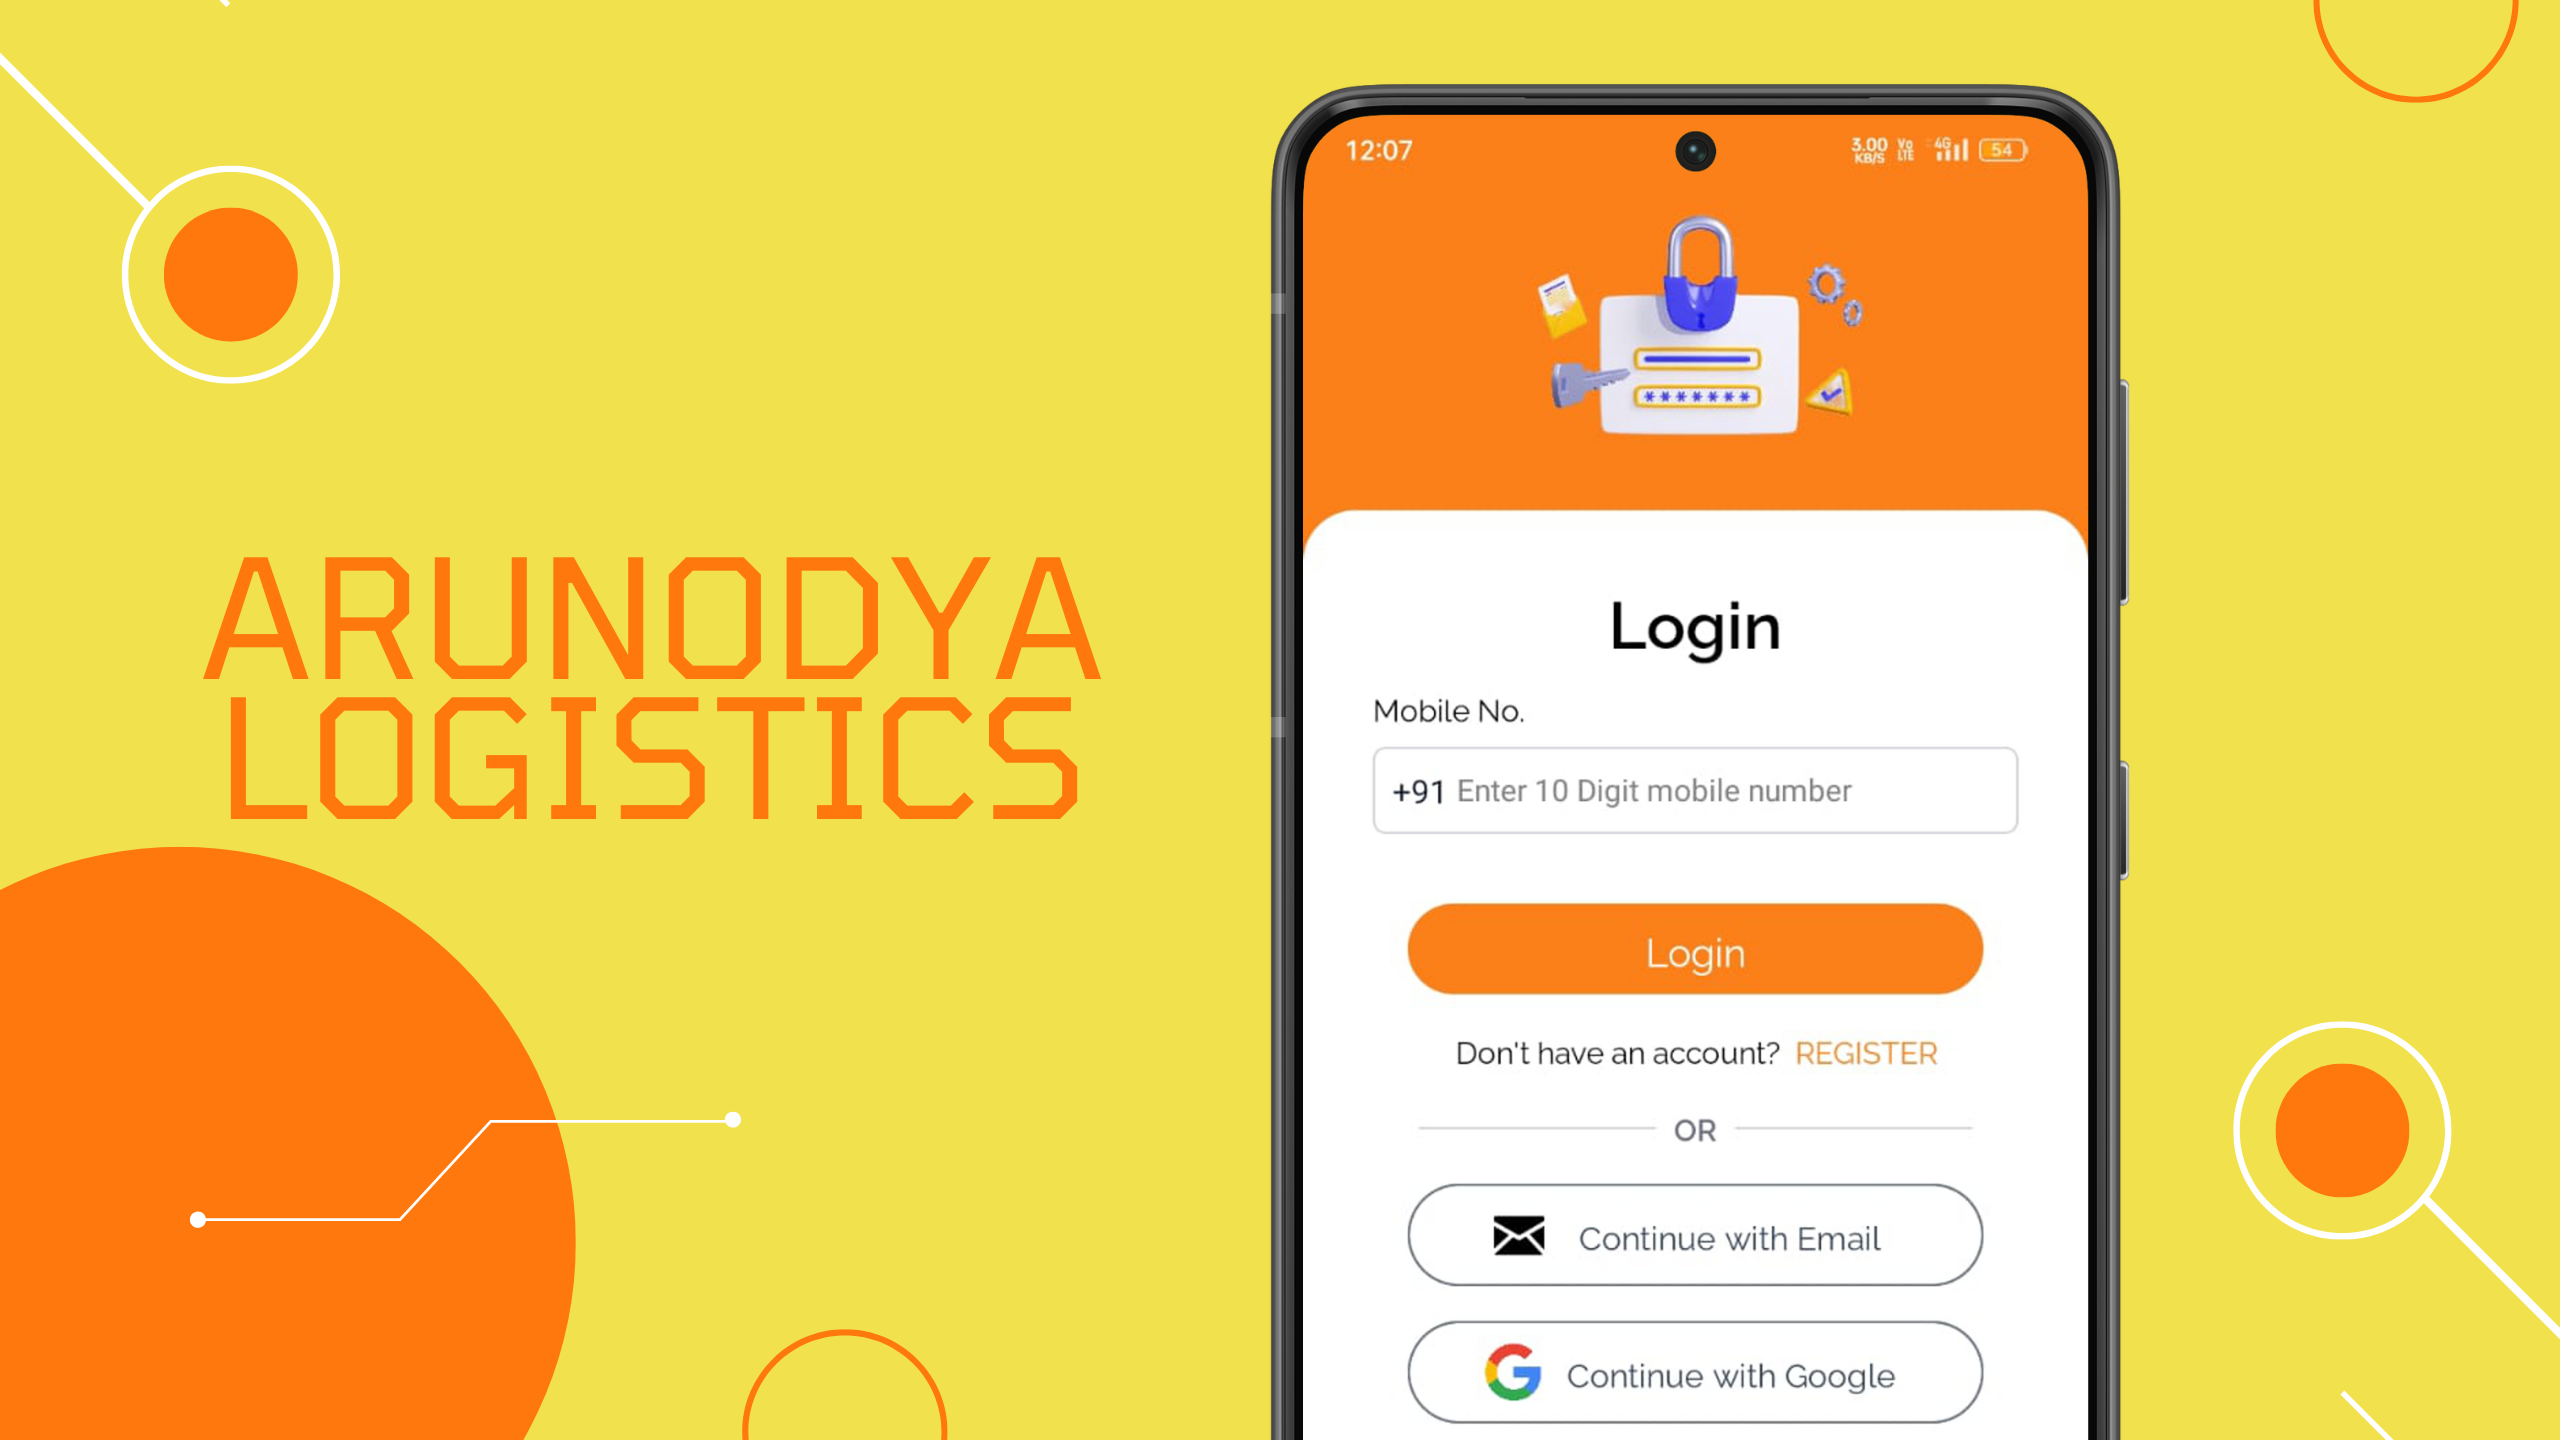 ARUNODYA
LOGISTICS
12:07
3.00 KB/S Vo LTE 4G 54
*******
Login
Mobile No.
+91 Enter 10 Digit mobile number
Login
Don't have an account? REGISTER
OR
Continue with Email
G Continue with Google